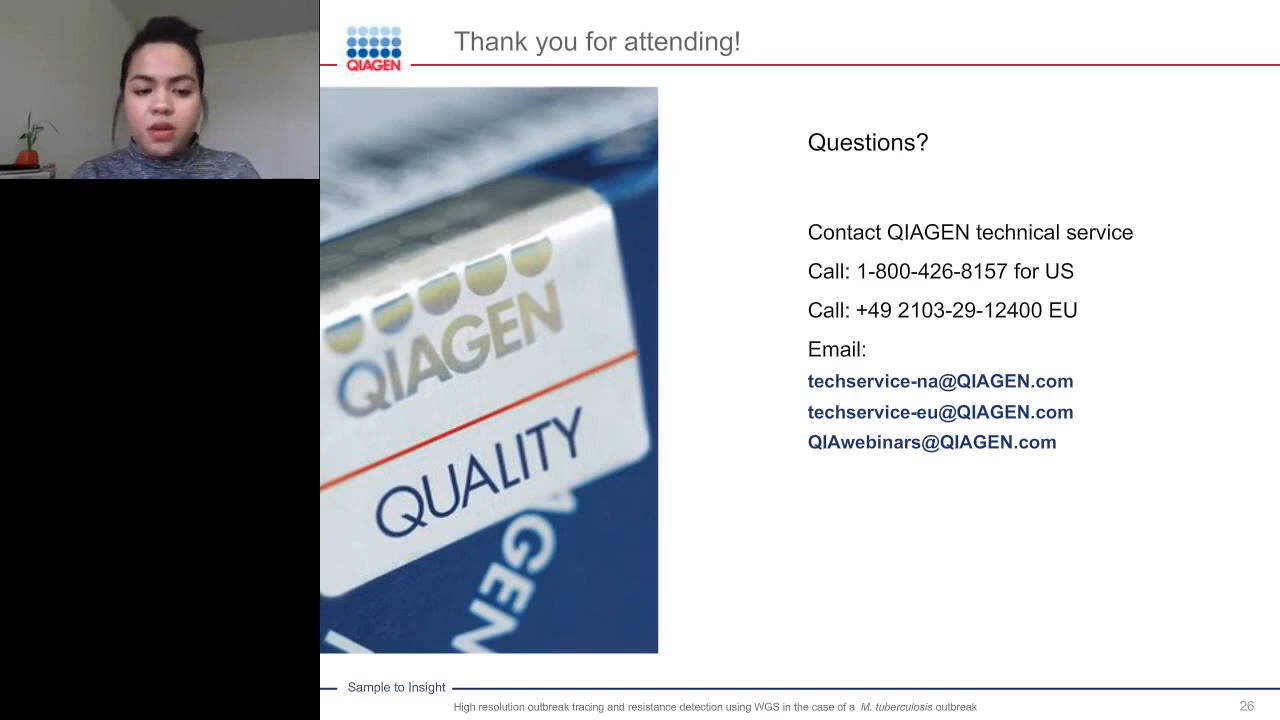 QIAGEN
Thank you for attending!
QIAGEN
QUALITY
AGEN
Questions?
Contact QIAGEN technical service
Call: 1-800-426-8157 for US
Call: +49 2103-29-12400 EU
Email:
techservice-na@QIAGEN.com
techservice-eu@QIAGEN.com
QIAwebinars@QIAGEN.com
Sample to Insight
High resolution outbreak tracing and resistance detection using WGS in the case of a M. tuberculosis outbreak
26